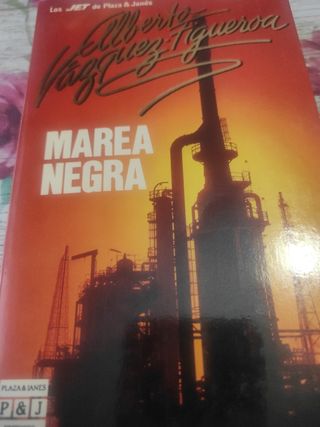 Los JET de Plaza & Janés
Alberto
Vázquez-Figueroa
MAREA
NEGRA
PLAZA & JANES
P & J